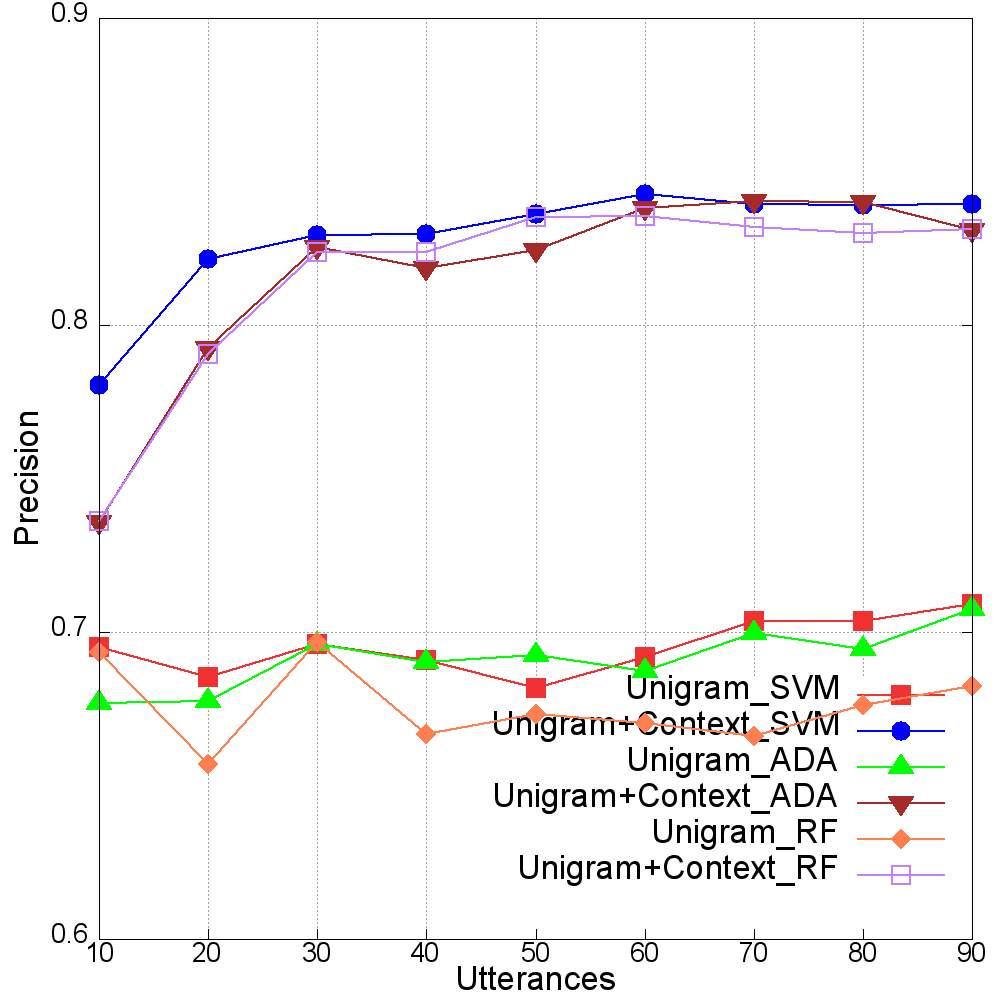 0.9
0.8
0.7
0.6
Precision
Unigram_SVM
Unigram+Context_SVM
Unigram_ADA
Unigram+Context_ADA
Unigram_RF
Unigram+Context_RF
10 20 30 40 50 60 70 80 90
Utterances